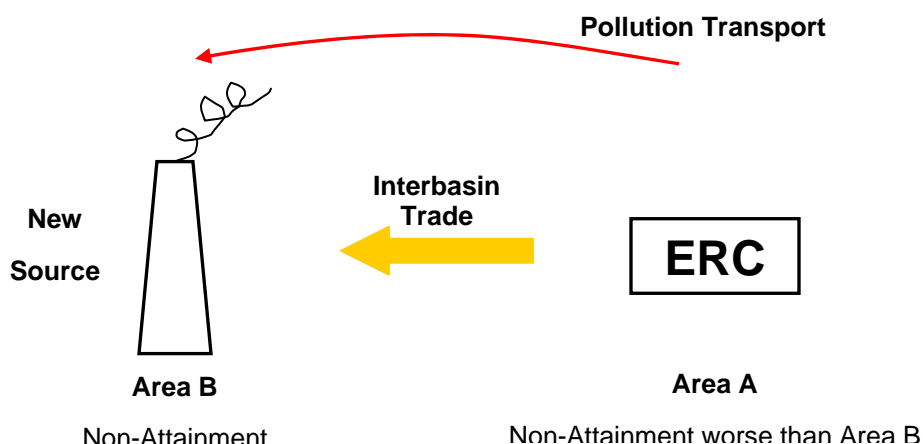 Pollution Transport
Interbasin
Trade
New
Source
ERC
Area B
Area A
Non-Attainment
Non-Attainment worse than Area B